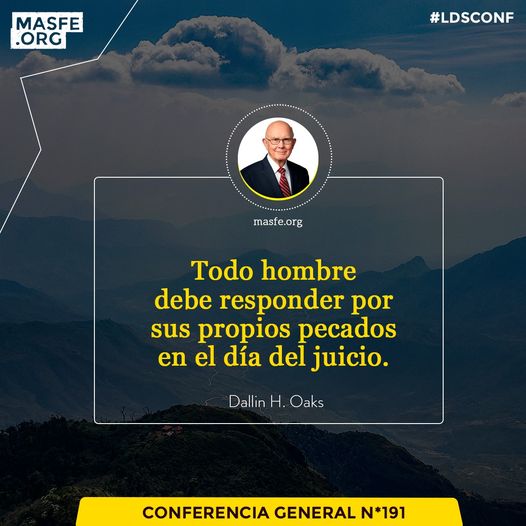 MASFE
.ORG
#LDSCONF
masfe.org
Todo hombre
debe responder por
sus propios pecados
en el día del juicio.
Dallin H. Oaks
CONFERENCIA GENERAL N*191